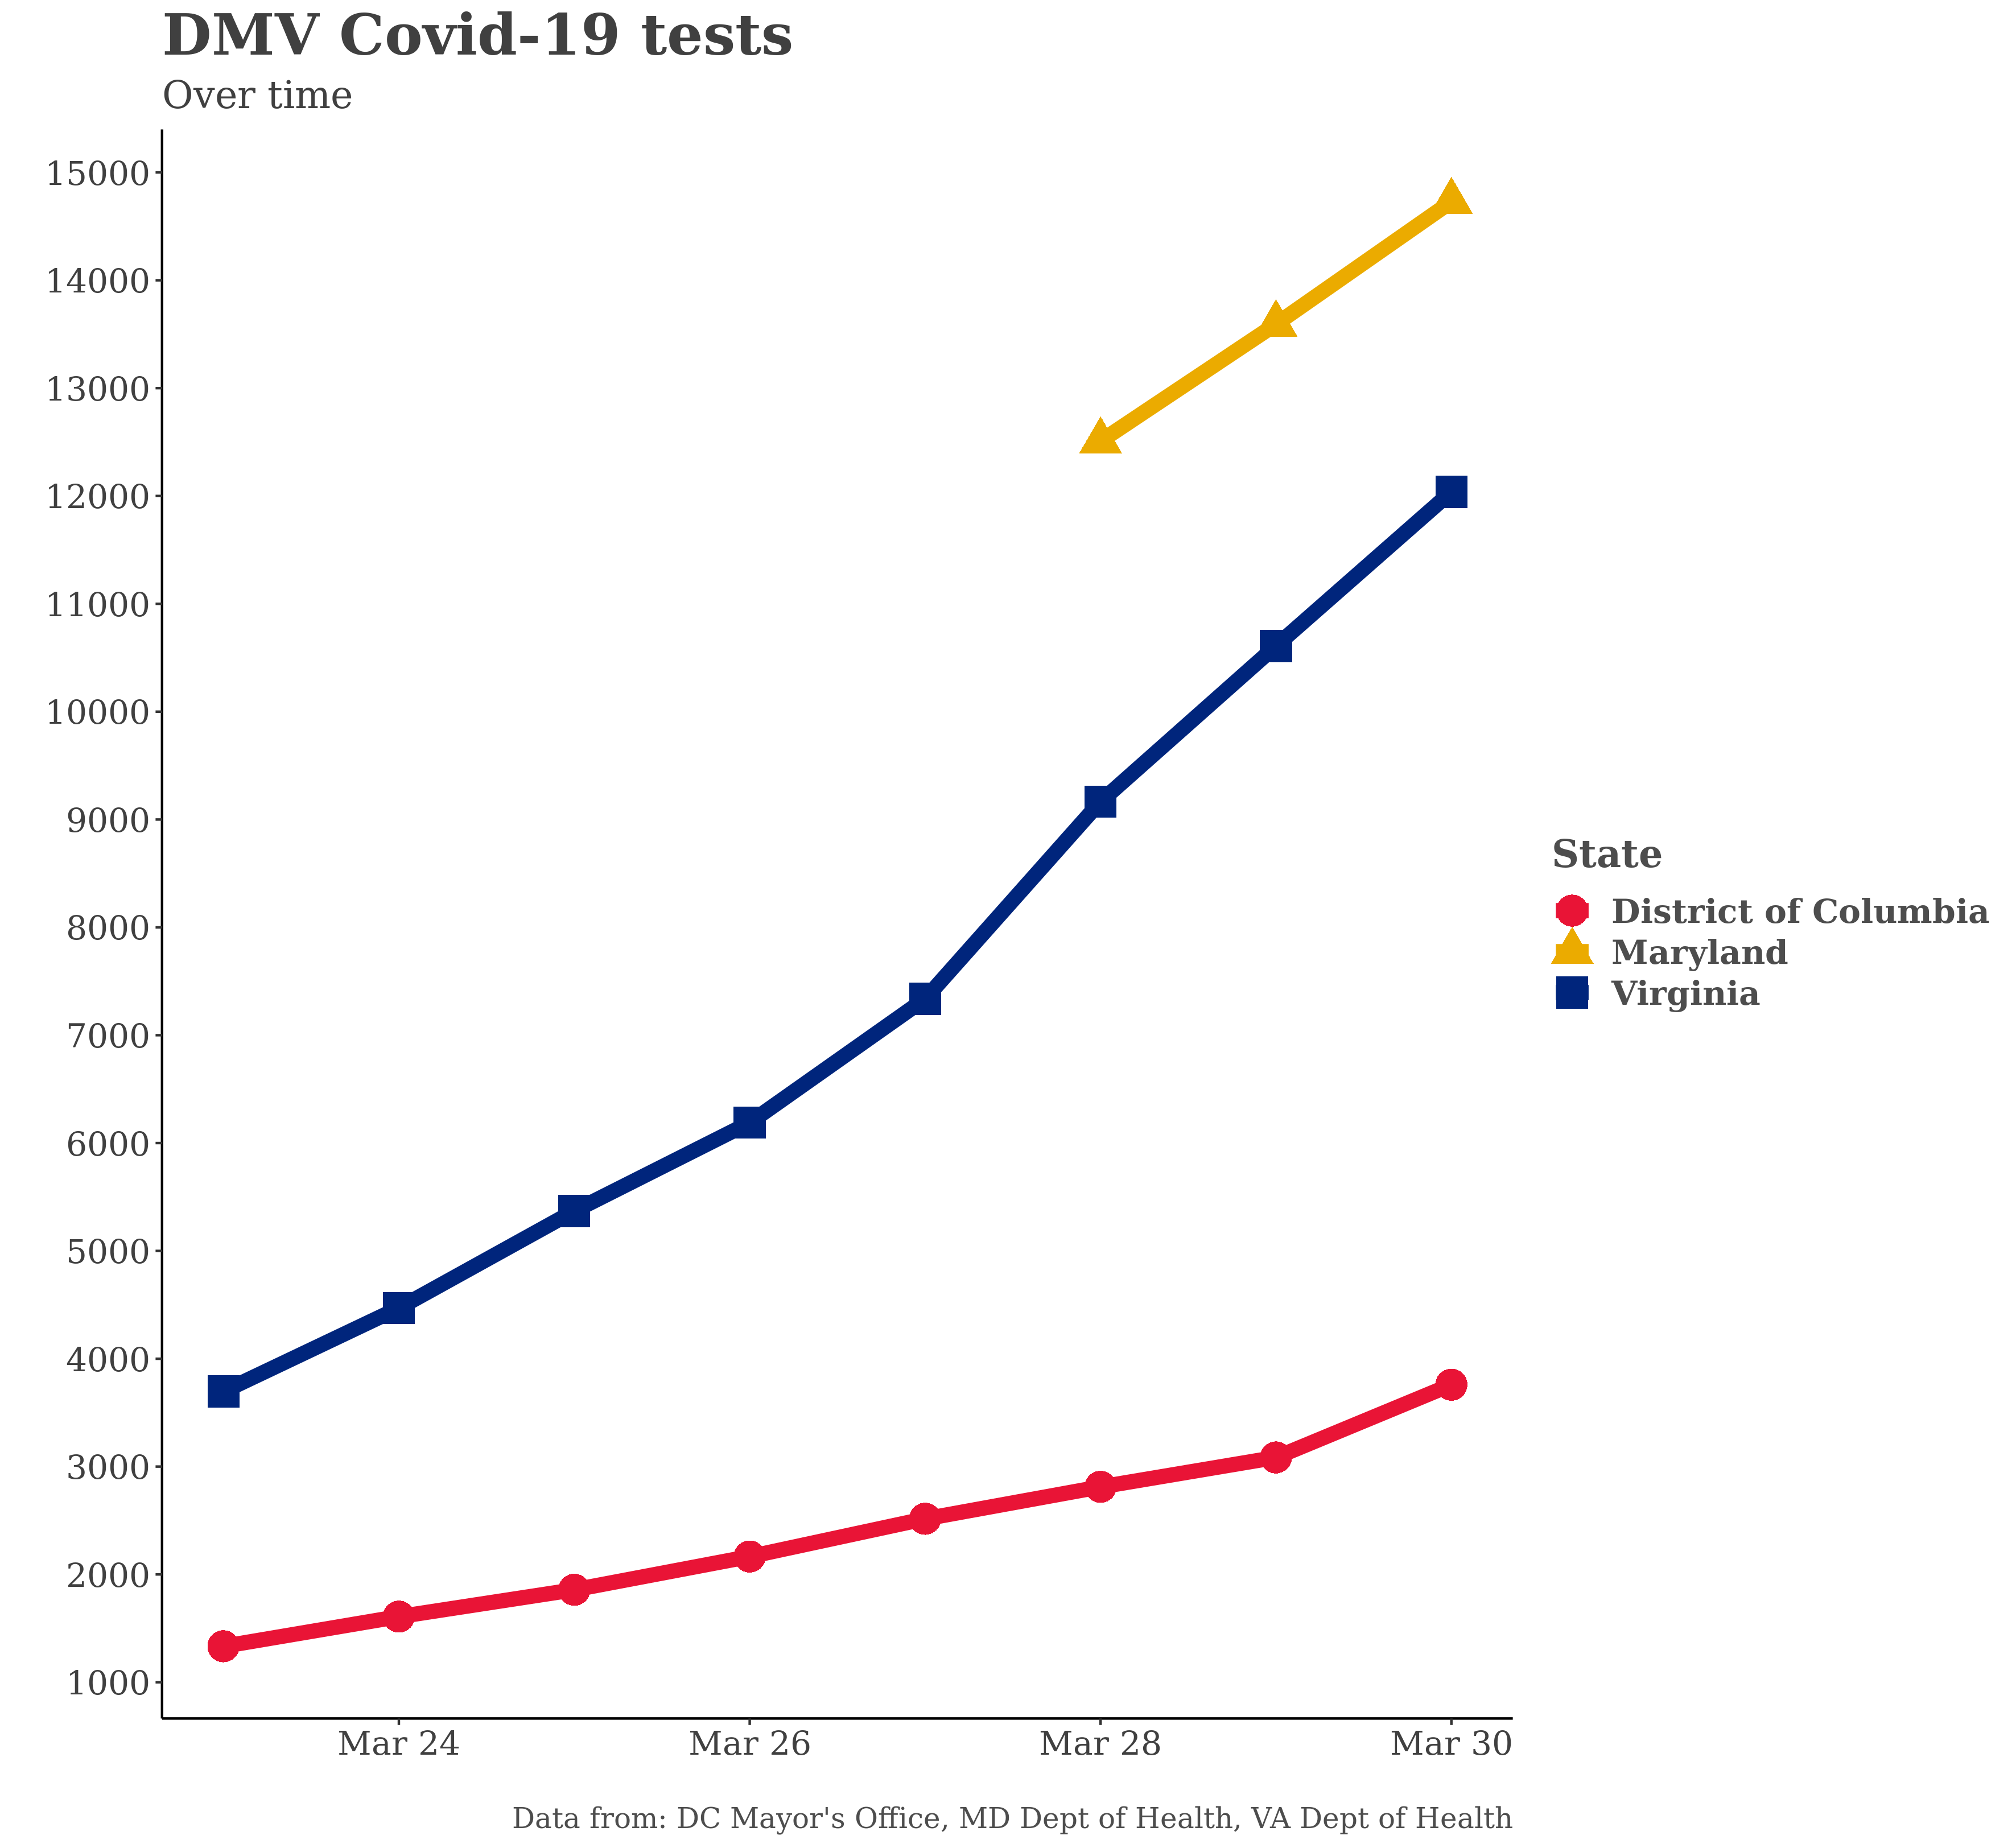 DMV Covid-19 tests
Over time
15000
14000
13000
12000
11000
10000
9000
8000
7000
6000
5000
4000
3000
2000
1000
Mar 24
Mar 26
Mar 28
Mar 30
State
District of Columbia
Maryland
Virginia
Data from: DC Mayor's Office, MD Dept of Health, VA Dept of Health